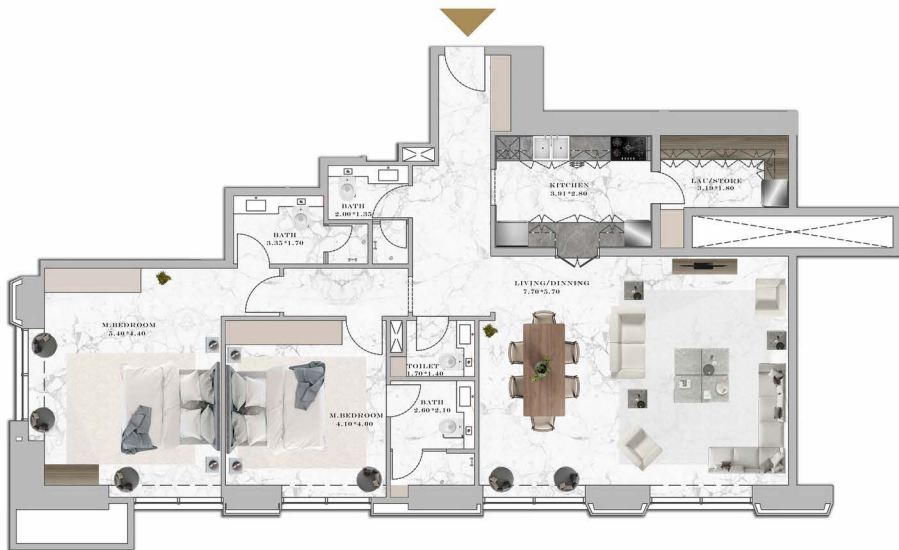 KITCHEN
3.91*2.80
LAU/STORE
3.19*1.80
BATH
2.00*1.35
BATH
3.35*1.70
LIVING/DINNING
7.70*5.70
M.BEDROOM
5.40*4.40
TOILET
1.70*1.40
BATH
2.60*2.10
M.BEDROOM
4.10*4.00